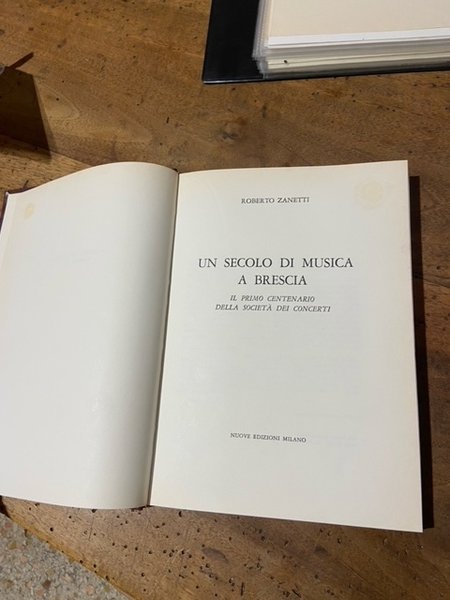 ROBERTO ZANETTI
UN SECOLO DI MUSICA
A BRESCIA
IL PRIMO CENTENARIO
DELLA SOCIETÀ DEI CONCERTI
NUOVE EDIZIONI MILANO